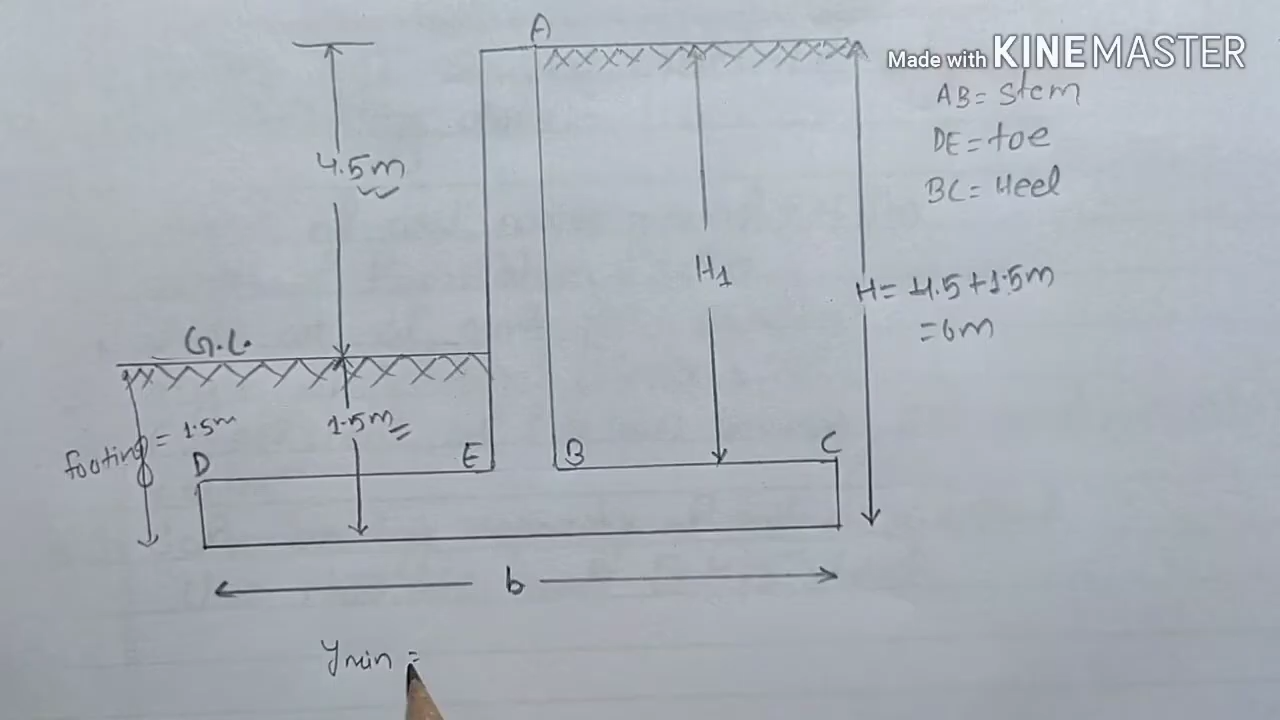 A
Made with KINEMASTER
AB = Stem
DE = toe
BC = Heel
4.5m
H1
H = 4.5 + 1.5m
= 6m
G.L.
footing = 1.5m
1.5m
D
E
B
C
b
ymin =